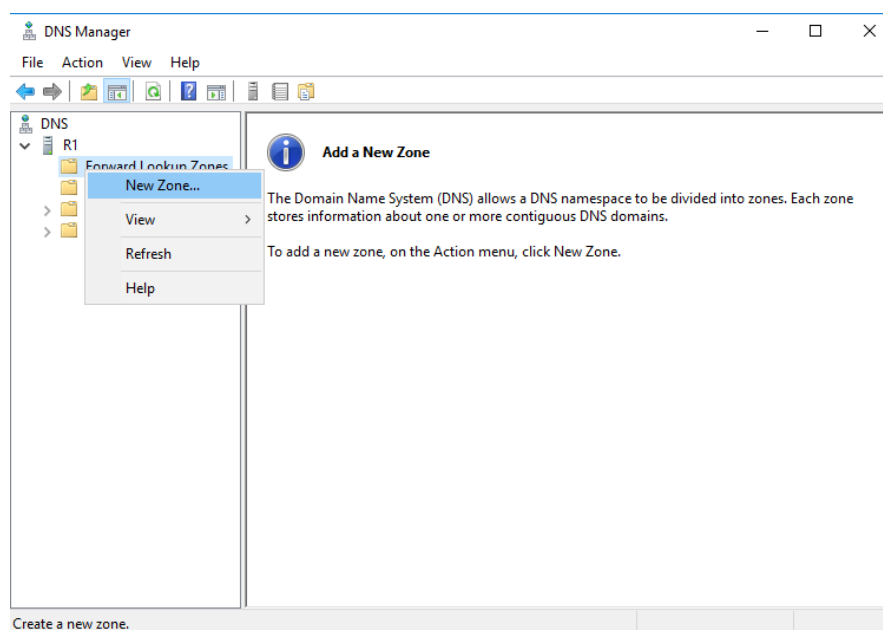 DNS Manager
File Action View Help
DNS
R1
Forward Lookup Zones
New Zone...
View
Refresh
Help
Add a New Zone
The Domain Name System (DNS) allows a DNS namespace to be divided into zones. Each zone
stores information about one or more contiguous DNS domains.
To add a new zone, on the Action menu, click New Zone.
Create a new zone.